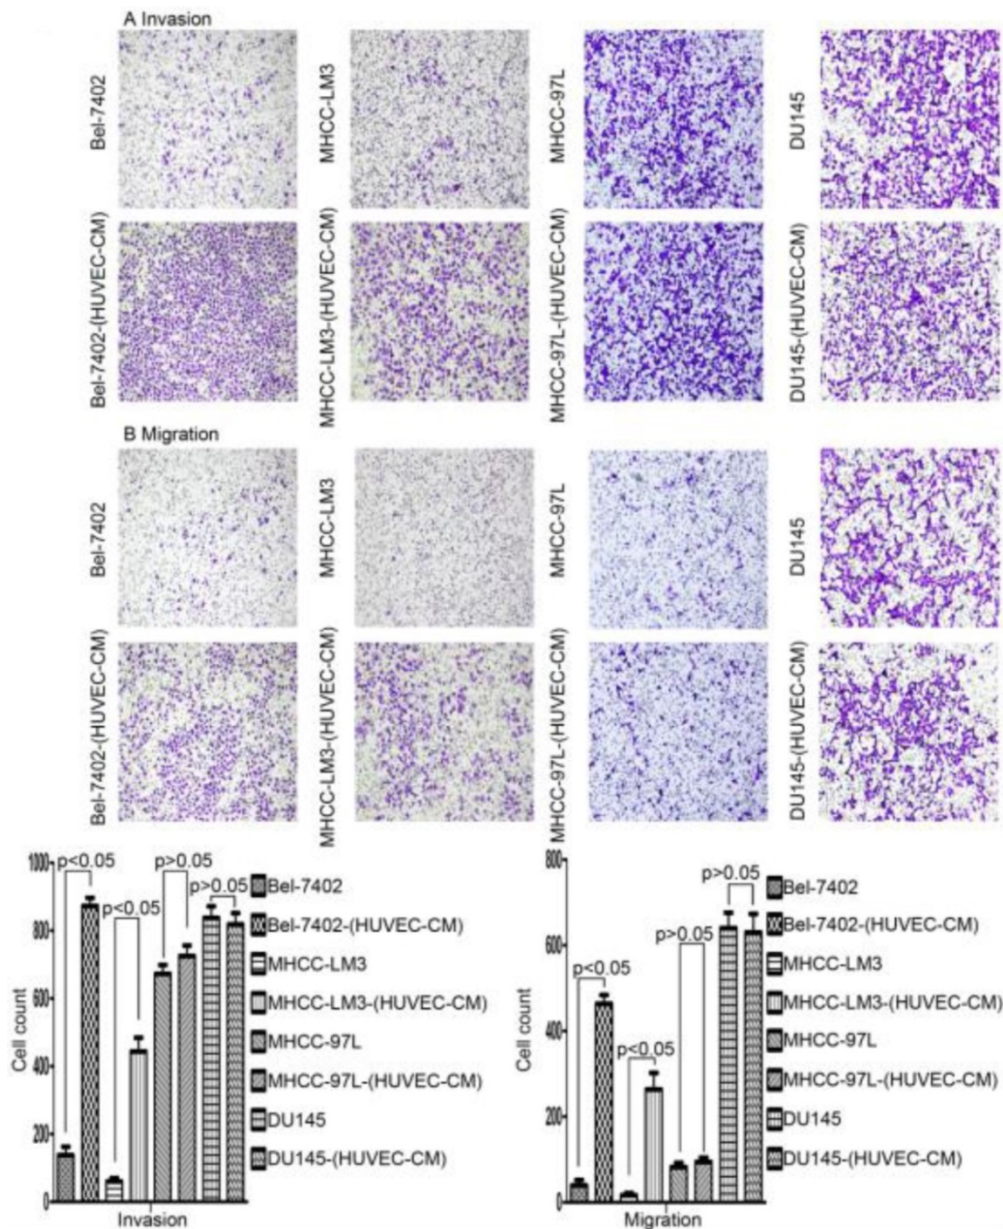 A Invasion
Bel-7402
MHCC-LM3
MHCC-97L
DU145
Bel-7402-(HUVEC-CM)
MHCC-LM3-(HUVEC-CM)
MHCC-97L-(HUVEC-CM)
DU145-(HUVEC-CM)
B Migration
Bel-7402
MHCC-LM3
MHCC-97L
DU145
Bel-7402-(HUVEC-CM)
MHCC-LM3-(HUVEC-CM)
MHCC-97L-(HUVEC-CM)
DU145-(HUVEC-CM)
Cell count
1000
800
600
400
200
0
p<0.05
p<0.05
p>0.05
p>0.05
Invasion
Bel-7402
Bel-7402-(HUVEC-CM)
MHCC-LM3
MHCC-LM3-(HUVEC-CM)
MHCC-97L
MHCC-97L-(HUVEC-CM)
DU145
DU145-(HUVEC-CM)
Cell count
800
600
400
200
0
p<0.05
p<0.05
p>0.05
p>0.05
Migration
Bel-7402
Bel-7402-(HUVEC-CM)
MHCC-LM3
MHCC-LM3-(HUVEC-CM)
MHCC-97L
MHCC-97L-(HUVEC-CM)
DU145
DU145-(HUVEC-CM)